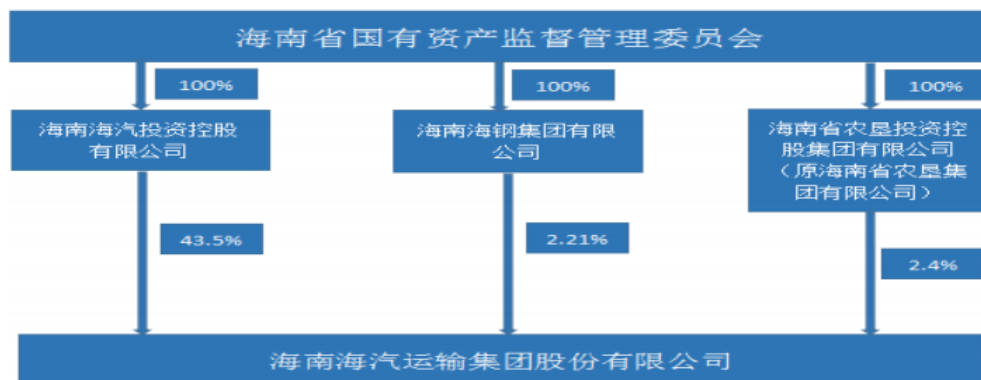 海南省国有资产监督管理委员会
100%
100%
100%
海南海汽投资控股
有限公司
海南海钢集团有限
公司
海南省农垦投资控
股集团有限公司
（原海南省农垦集
团有限公司）
43.5%
2.21%
2.4%
海南海汽运输集团股份有限公司